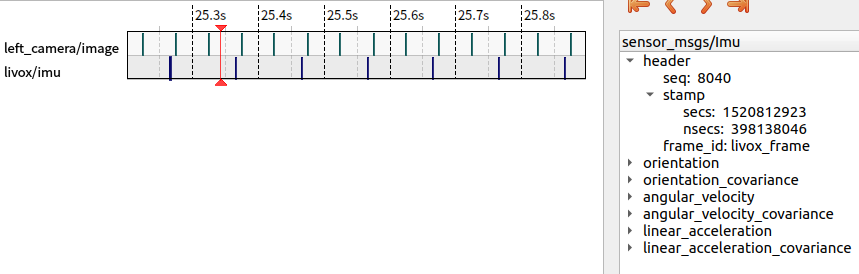 25.3s 25.4s 25.5s 25.6s 25.7s 25.8s
left_camera/image
livox/imu
sensor_msgs/Imu
header
seq: 8040
stamp
secs: 1520812923
nsecs: 398138046
frame_id: livox_frame
orientation
orientation_covariance
angular_velocity
angular_velocity_covariance
linear_acceleration
linear_acceleration_covariance